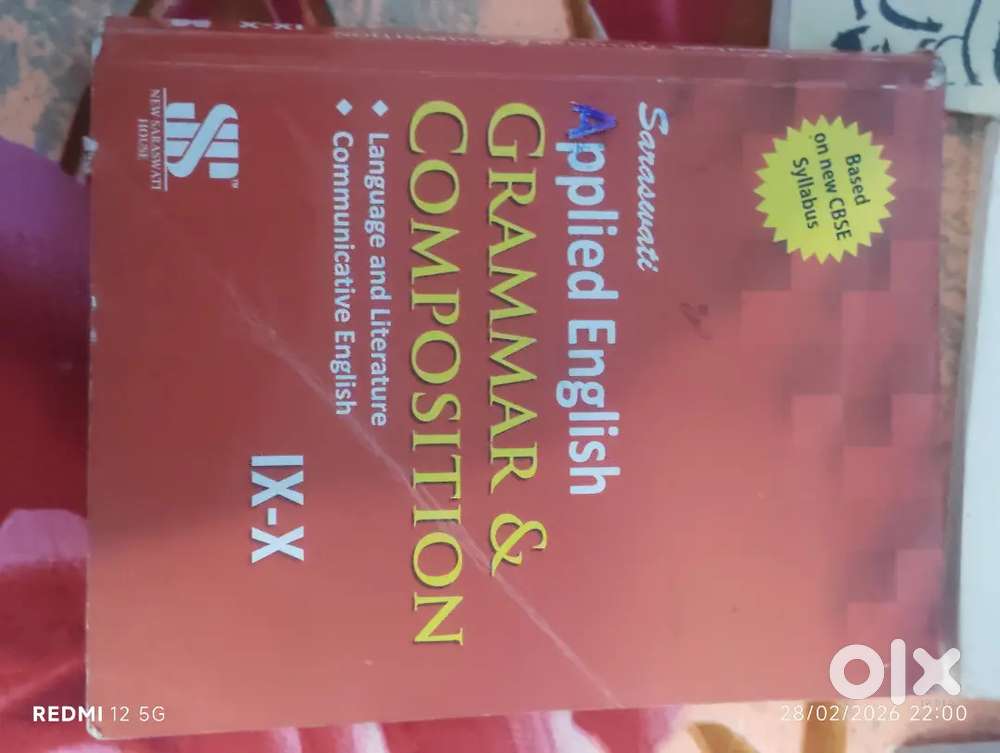 Based
on new CBSE
Syllabus
Saraswati
Applied English
GRAMMAR &
COMPOSITION
◆ Language and Literature
◆ Communicative English
IX-X
NEW SARASWATI
HOUSE
IX-X
olx
REDMI 12 5G
28/02/2026 22:00